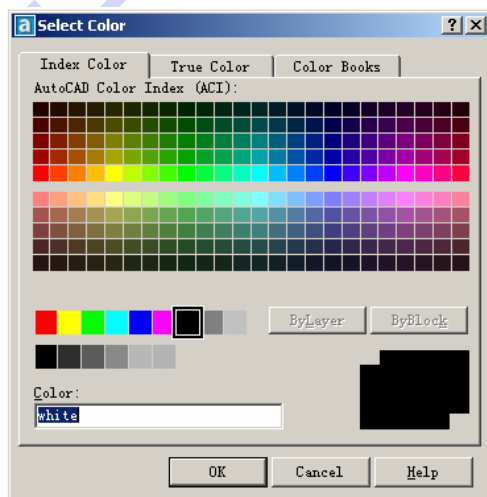 a Select Color ? ×
Index Color True Color Color Books
AutoCAD Color Index (ACI):
ByLayer ByBlock
Color:
white
OK Cancel Help